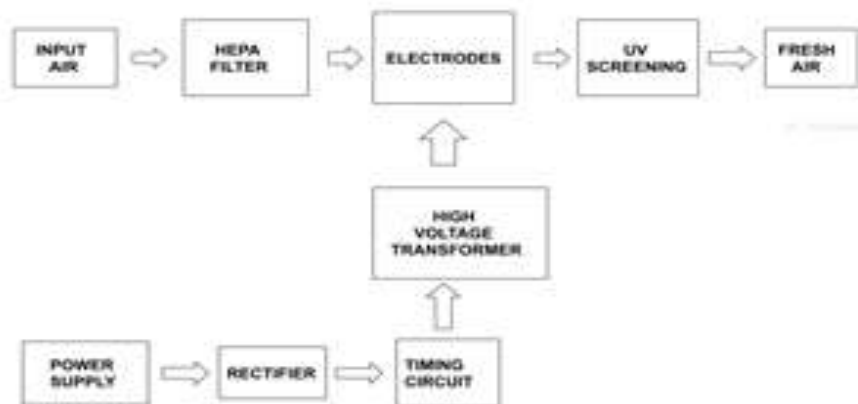 INPUT
AIR
HEPA
FILTER
ELECTRODES
UV
SCREENING
FRESH
AIR
HIGH
VOLTAGE
TRANSFORMER
POWER
SUPPLY
RECTIFIER
TIMING
CIRCUIT